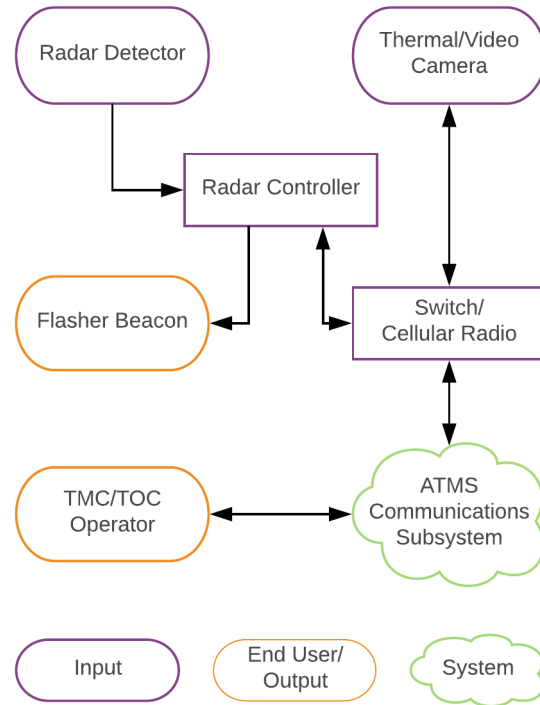 Radar Detector
Thermal/Video
Camera
Radar Controller
Flasher Beacon
Switch/
Cellular Radio
TMC/TOC
Operator
ATMS
Communications
Subsystem
Input
End User/
Output
System